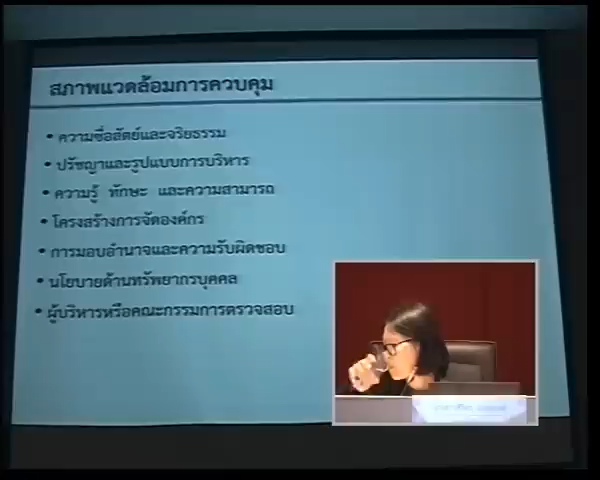 สภาพแวดล้อมการควบคุม
• ความซื่อสัตย์และจริยธรรม
• ปรัชญาและรูปแบบการบริหาร
• ความรู้ ทักษะ และความสามารถ
• โครงสร้างการจัดองค์กร
• การมอบอำนาจและความรับผิดชอบ
• นโยบายด้านทรัพยากรบุคคล
• ผู้บริหารหรือคณะกรรมการตรวจสอบ